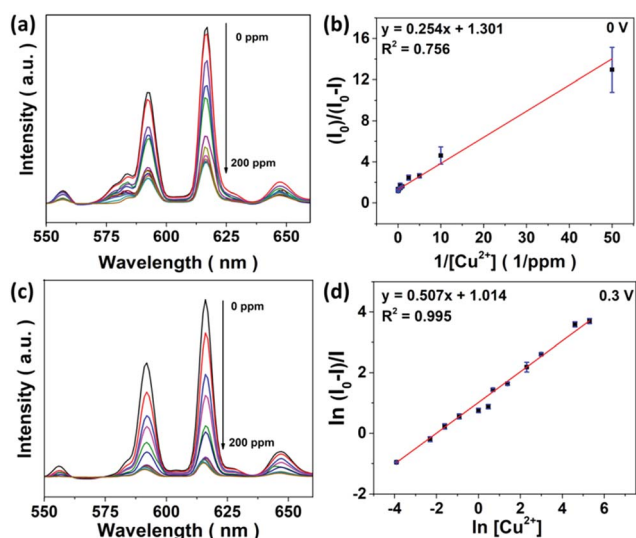 (a)
0 ppm
200 ppm
Intensity (a.u.)
550 575 600 625 650
Wavelength ( nm )
(b)
y = 0.254x + 1.301
R² = 0.756
0 V
(I₀)/(I₀-I)
16
12
8
4
0
0 10 20 30 40 50
1/[Cu²⁺] ( 1/ppm )
(c)
0 ppm
200 ppm
Intensity (a.u.)
550 575 600 625 650
Wavelength ( nm )
(d)
y = 0.507x + 1.014
R² = 0.995
0.3 V
ln (I₀-I)/I
4
2
0
-2
-4 -2 0 2 4 6
ln [Cu²⁺]